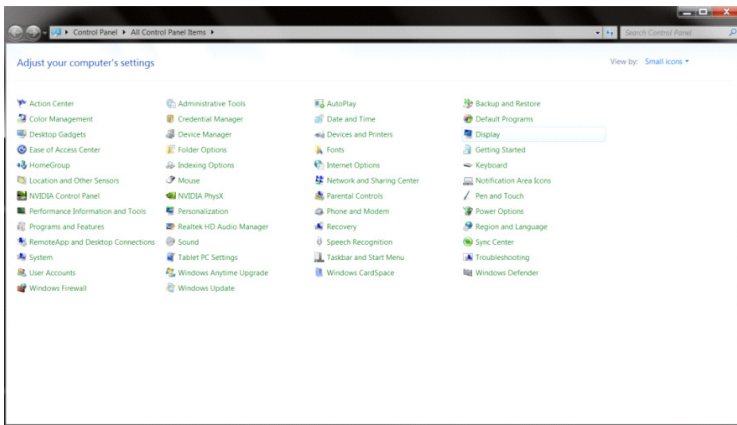 Control Panel All Control Panel Items Search Control Panel
Adjust your computer's settings View by: Small icons
Action Center Administrative Tools AutoPlay Backup and Restore
Color Management Credential Manager Date and Time Default Programs
Desktop Gadgets Device Manager Devices and Printers Display
Ease of Access Center Folder Options Fonts Getting Started
HomeGroup Indexing Options Internet Options Keyboard
Location and Other Sensors Mouse Network and Sharing Center Notification Area Icons
NVIDIA Control Panel NVIDIA PhysX Parental Controls Pen and Touch
Performance Information and Tools Personalization Phone and Modem Power Options
Programs and Features Realtek HD Audio Manager Recovery Region and Language
RemoteApp and Desktop Connections Sound Speech Recognition Sync Center
System Tablet PC Settings Taskbar and Start Menu Troubleshooting
User Accounts Windows Anytime Upgrade Windows CardSpace Windows Defender
Windows Firewall Windows Update